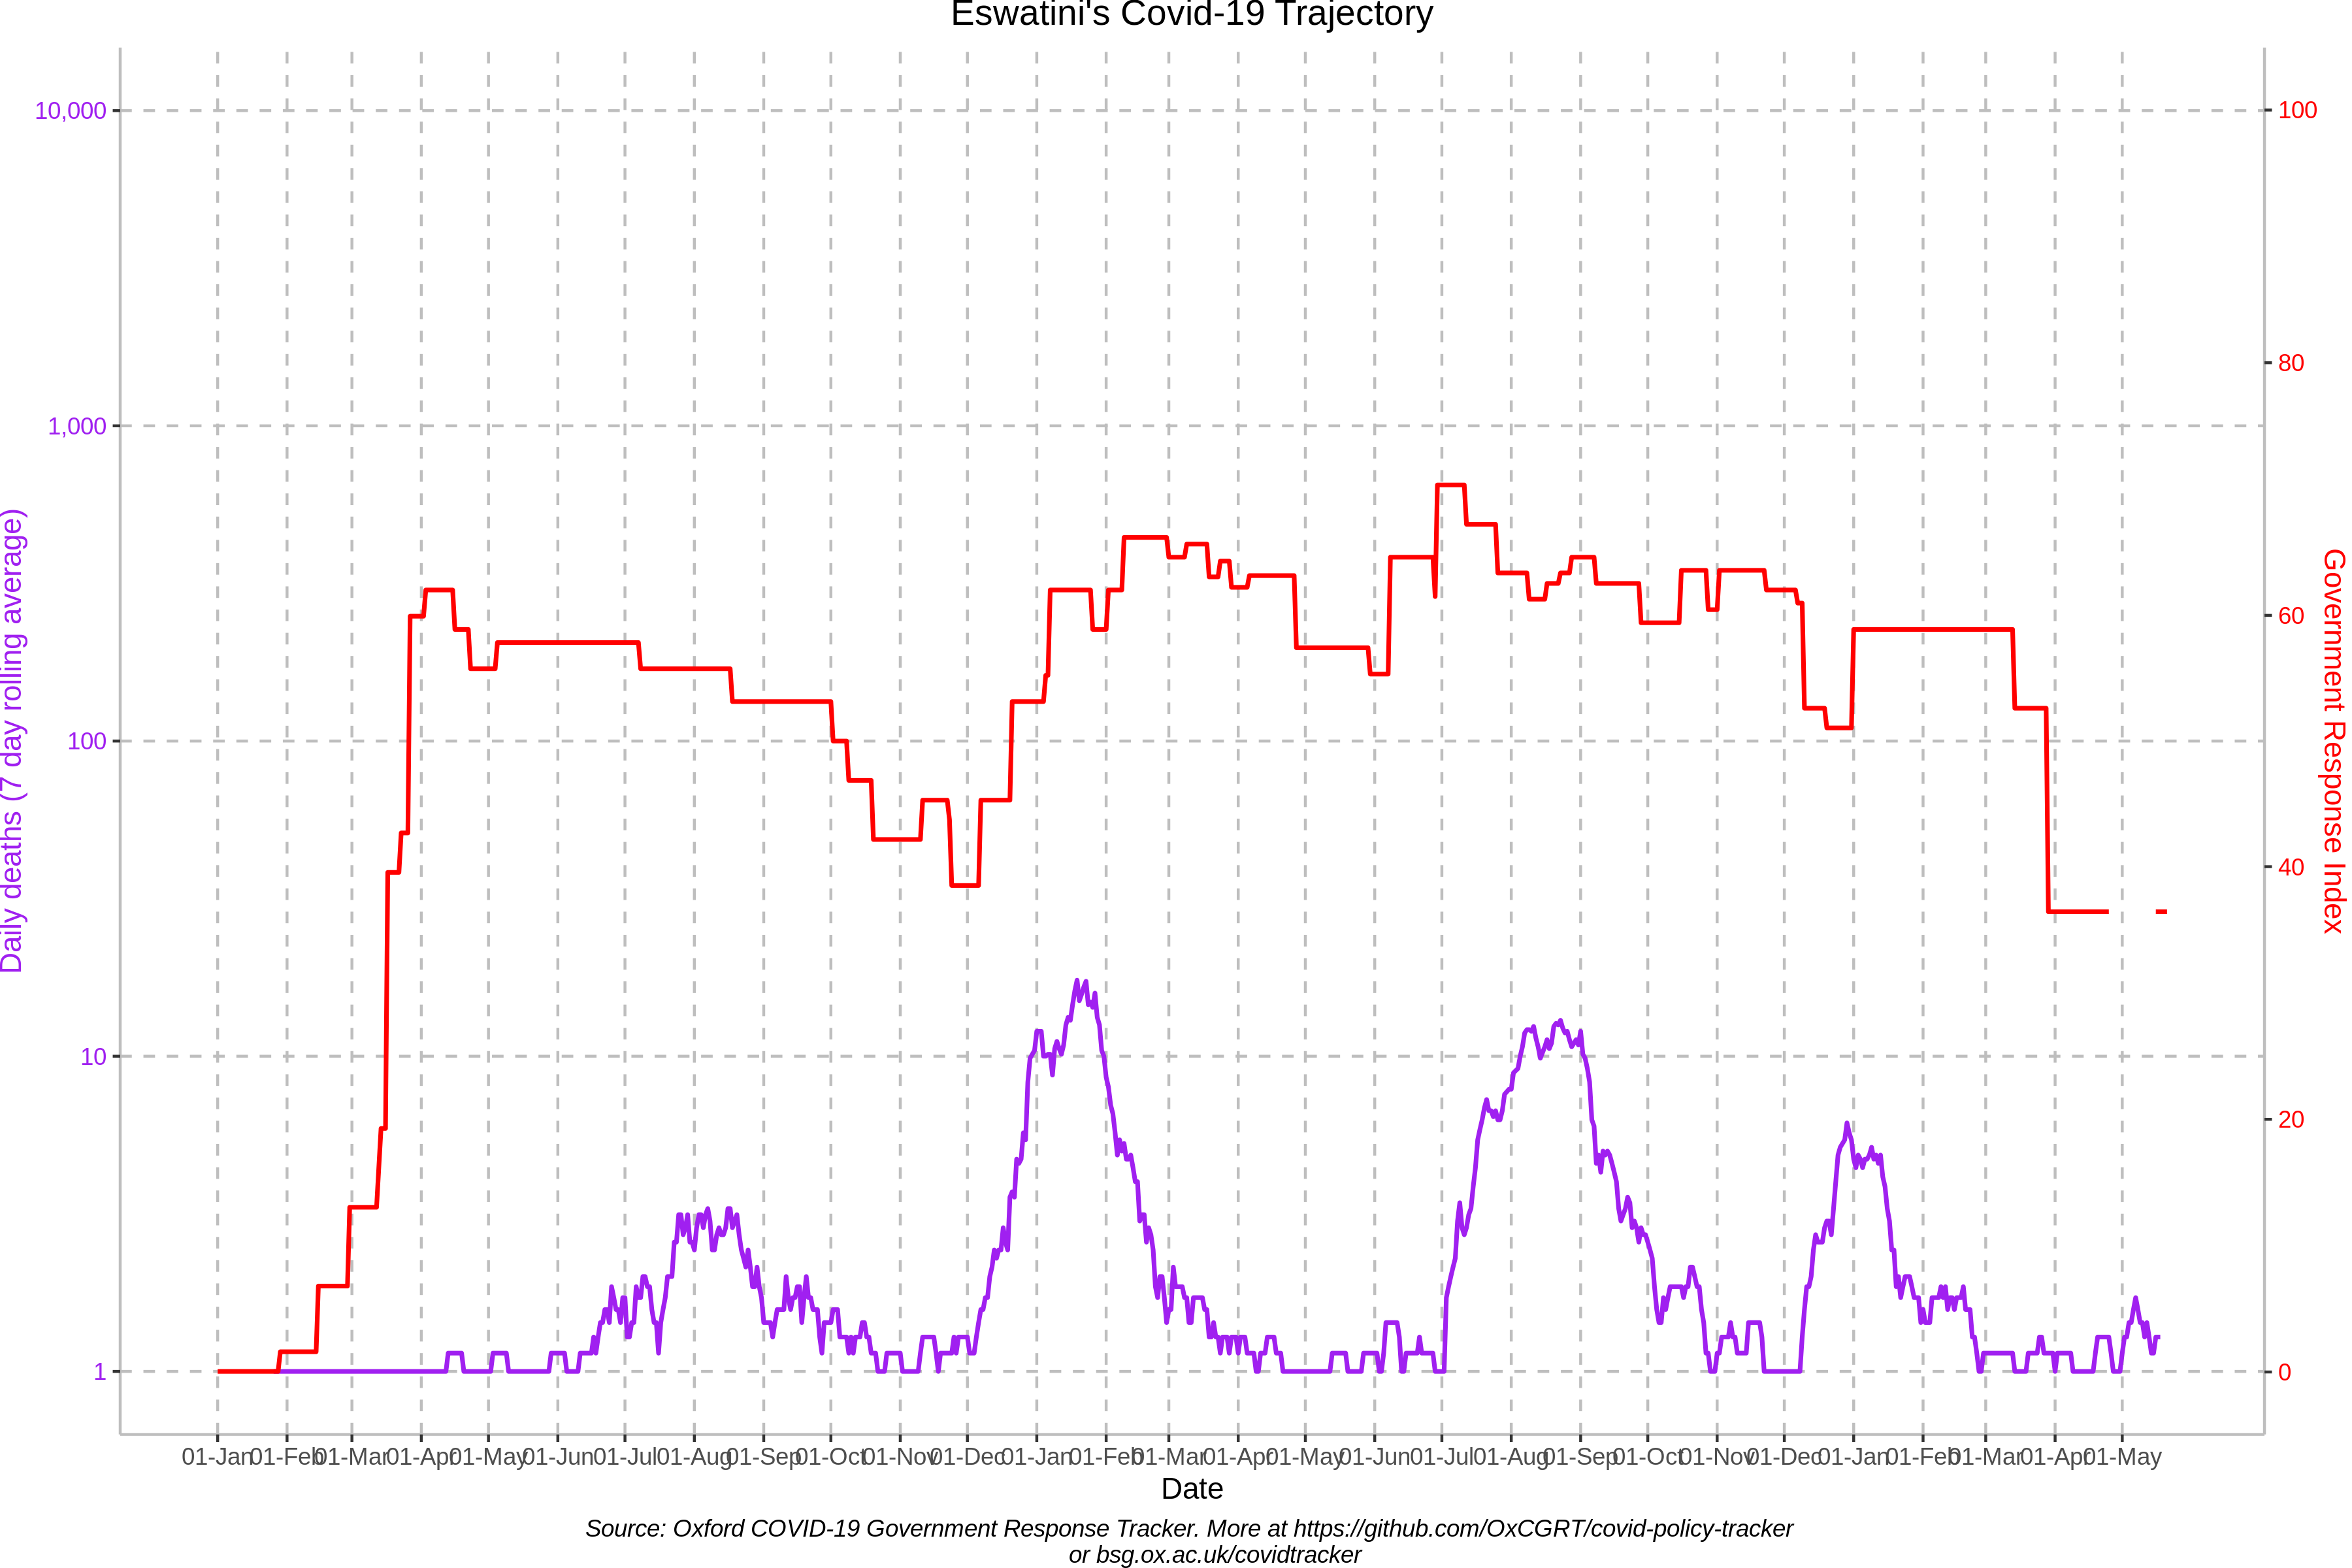 Eswatini's Covid-19 Trajectory
10,000
1,000
100
10
1
Daily deaths (7 day rolling average)
100
80
60
40
20
0
Government Response Index
01-Jan 01-Feb 01-Mar 01-Apr 01-May 01-Jun 01-Jul 01-Aug 01-Sep 01-Oct 01-Nov 01-Dec 01-Jan 01-Feb 01-Mar 01-Apr 01-May 01-Jun 01-Jul 01-Aug 01-Sep 01-Oct 01-Nov 01-Dec 01-Jan 01-Feb 01-Mar 01-Apr 01-May
Date
Source: Oxford COVID-19 Government Response Tracker. More at https://github.com/OxCGRT/covid-policy-tracker
or bsg.ox.ac.uk/covidtracker